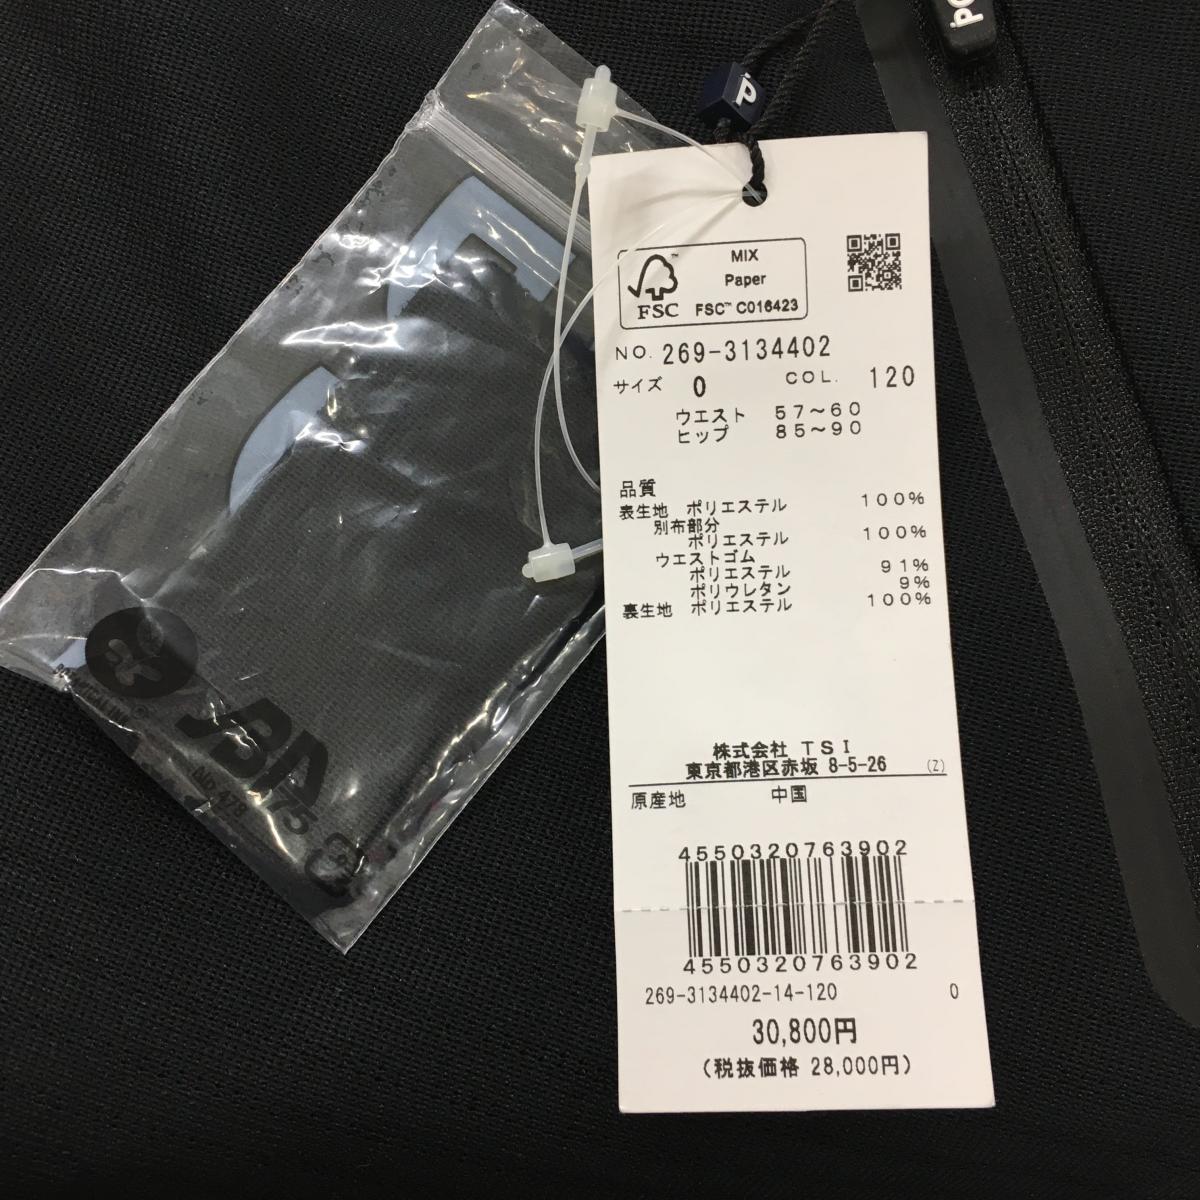 MIX
Paper
FSC™ C016423
FSC
NO. 269-3134402
サイズ 0 COL. 120
ウエスト 57～60
ヒップ 85～90
品質
表生地 ポリエステル 100%
別布部分
ポリエステル 100%
ウエストゴム
ポリエステル 91%
ポリウレタン 9%
裏生地 ポリエステル 100%
株式会社 TSI
東京都港区赤坂 8-5-26 (Z)
原産地 中国
4550320763902
4550320763902
269-3134402-14-120 0
30,800円
(税抜価格 28,000円)